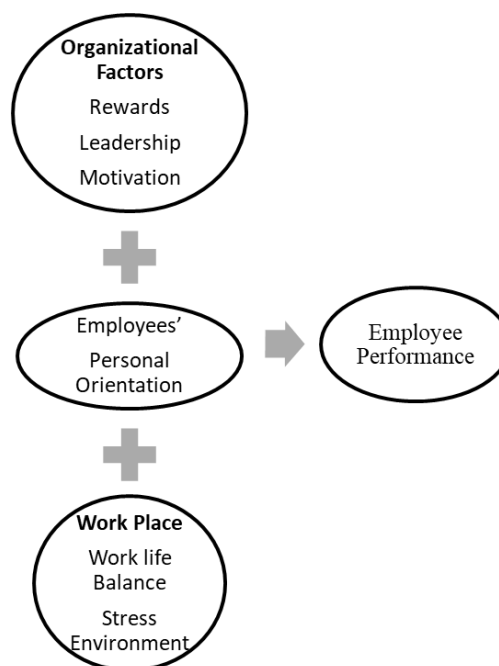 Organizational
Factors
Rewards
Leadership
Motivation
Employees’
Personal
Orientation
Employee
Performance
Work Place
Work life
Balance
Stress
Environment